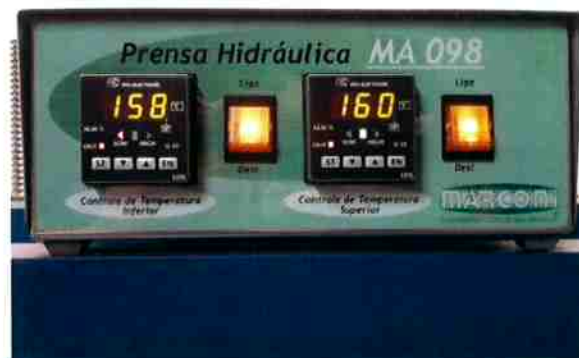 Prensa Hidráulica MA 098
Liga
158
Desl
Controle de Temperatura
Inferior
Liga
160
Desl
Controle de Temperatura
Superior
MARCONI